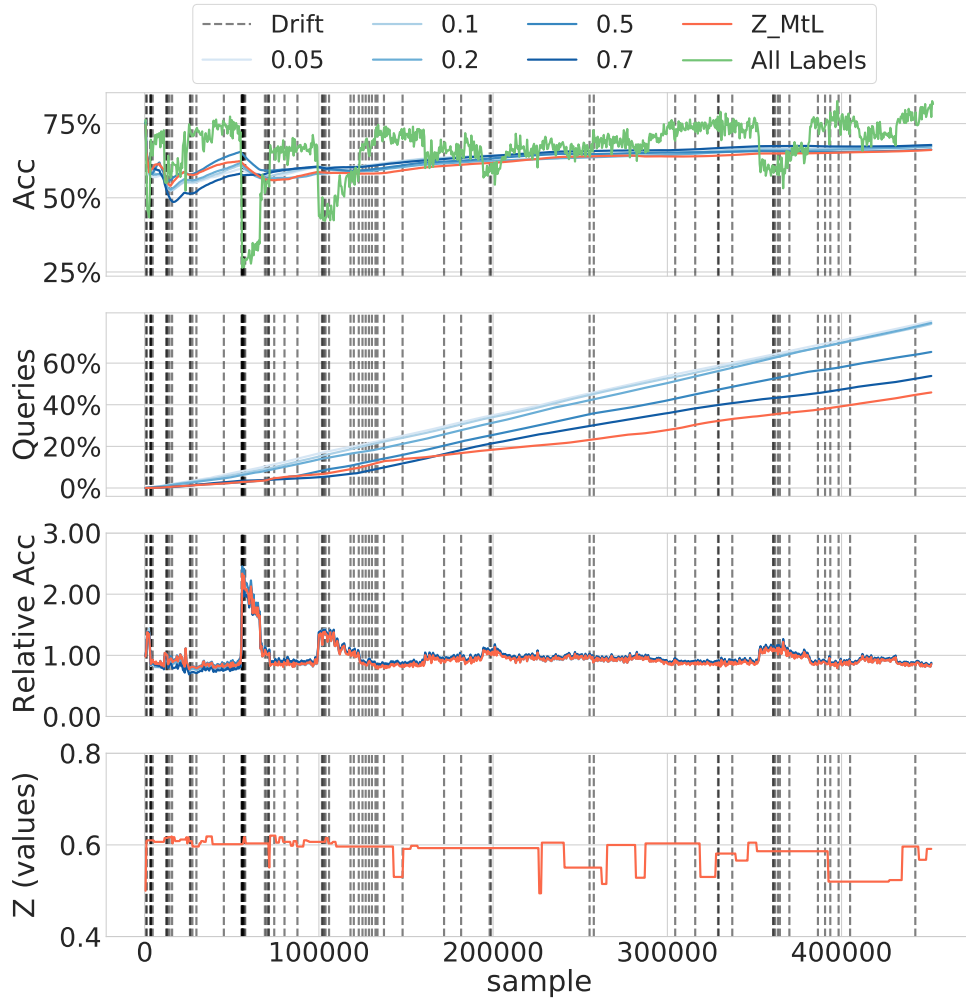 Drift 0.1 0.5 Z_MtL
0.05 0.2 0.7 All Labels
75%
50%
25%
Acc
60%
40%
20%
0%
Queries
3.00
2.00
1.00
0.00
Relative Acc
0.8
0.6
0.4
Z (values)
0 100000 200000 300000 400000
sample